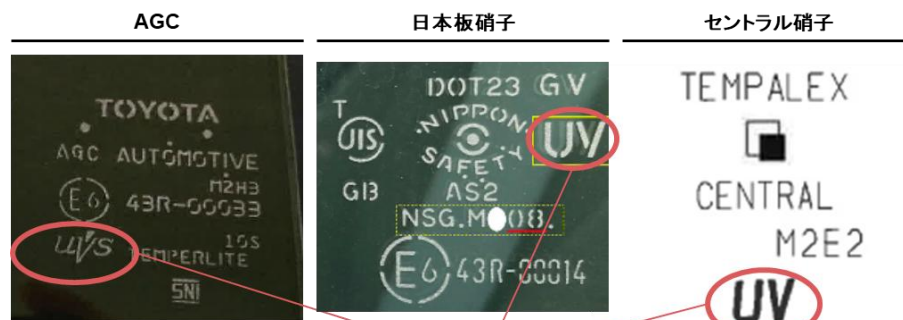 AGC
日本板硝子
セントラル硝子
TOYOTA
AGC AUTOMOTIVE
M2H3
E6 43R-00033
UVS
10S
TEMPERLITE
SNI
DOT23 GV
T
JIS
NIPPON
SAFETY
UV
G13
AS2
NSG.M 08.
E6 43R-00014
TEMPALEX
CENTRAL
M2E2
UV